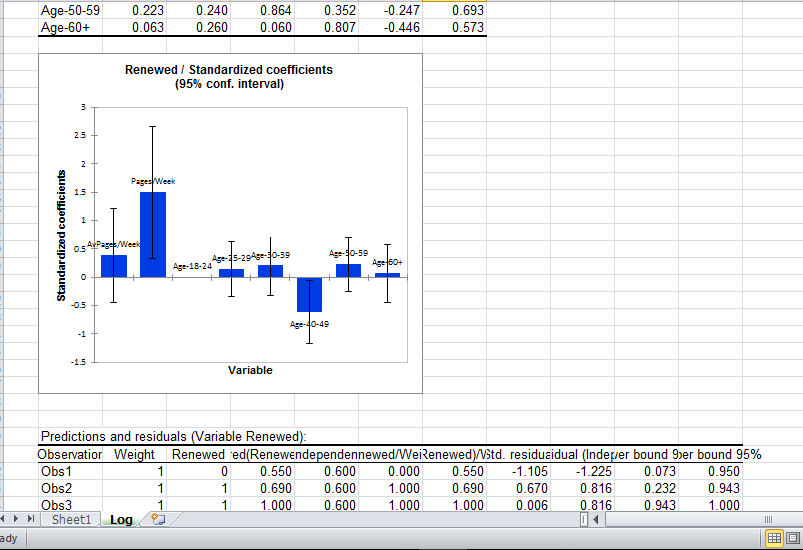 Age-50-59 0.223 0.240 0.864 0.352 -0.247 0.693
Age-60+ 0.063 0.260 0.060 0.807 -0.446 0.573
Renewed / Standardized coefficients
(95% conf. interval)
3
2.5
2
1.5
1
0.5
0
-0.5
-1
-1.5
Standardized coefficients
AvPages/Week
Pages/Week
Age-18-24
Age-25-29
Age-30-39
Age-40-49
Age-50-59
Age-60+
Variable
Predictions and residuals (Variable Renewed):
Observation Weight Renewed red(Renewed ndependen newed/Wei Renewed)/W Std. residu sidual (Indep ver bound 9 per bound 95%
Obs1 1 0 0.550 0.600 0.000 0.550 -1.105 -1.225 0.073 0.950
Obs2 1 1 0.690 0.600 1.000 0.690 0.670 0.816 0.232 0.943
Obs3 1 1 1.000 0.600 1.000 1.000 0.006 0.816 0.943 1.000
Sheet1 Log
ady